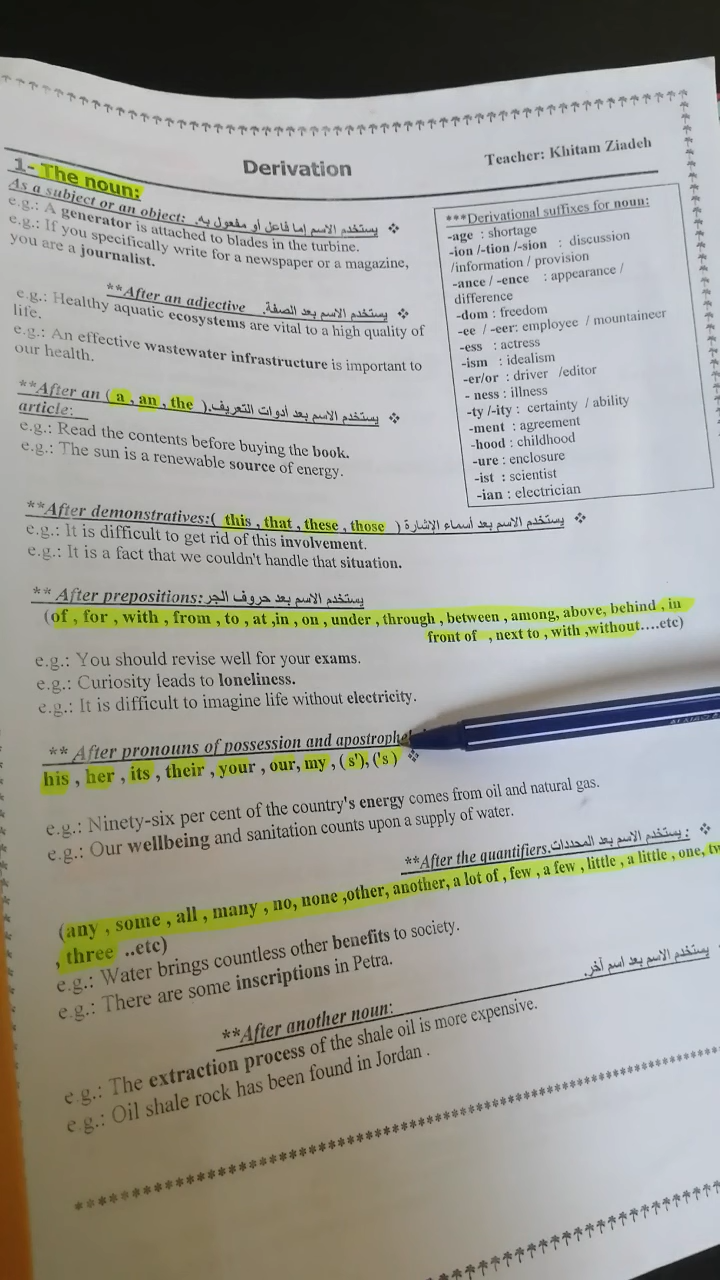 Derivation
Teacher: Khitam Ziadeh
1- The noun:
As a subject or an object: يستخدم الاسم إما فاعل أو مفعول به.
e.g.: A generator is attached to blades in the turbine.
e.g.: If you specifically write for a newspaper or a magazine,
you are a journalist.
**After an adjective يستخدم الاسم بعد الصفة.
e.g.: Healthy aquatic ecosystems are vital to a high quality of
life.
e.g.: An effective wastewater infrastructure is important to
our health.
**After an ( a , an , the ).يستخدم الاسم بعد أدوات التعريف
article:
e.g.: Read the contents before buying the book.
e.g.: The sun is a renewable source of energy.
***Derivational suffixes for noun:
-age : shortage
-ion /-tion /-sion : discussion
/information / provision
-ance / -ence : appearance /
difference
-dom : freedom
-ee / -eer: employee / mountaineer
-ess : actress
-ism : idealism
-er/or : driver /editor
- ness : illness
-ty /-ity : certainty / ability
-ment : agreement
-hood : childhood
-ure : enclosure
-ist : scientist
-ian : electrician
**After demonstratives:( this , that , these , those ) يستخدم الاسم بعد أسماء الإشارة
e.g.: It is difficult to get rid of this involvement.
e.g.: It is a fact that we couldn't handle that situation.
** After prepositions: يستخدم الاسم بعد حروف الجر
(of , for , with , from , to , at ,in , on , under , through , between , among, above, behind , in
front of , next to , with ,without....etc)
e.g.: You should revise well for your exams.
e.g.: Curiosity leads to loneliness.
e.g.: It is difficult to imagine life without electricity.
** After pronouns of possession and apostrophe
his , her , its , their , your , our, my , ( s'), ('s )
e.g.: Ninety-six per cent of the country's energy comes from oil and natural gas.
e.g.: Our wellbeing and sanitation counts upon a supply of water.
**After the quantifiers. يستخدم الاسم بعد المحددات:
(any , some , all , many , no, none ,other, another, a lot of , few , a few , little , a little , one,
, three ..etc)
e.g.: Water brings countless other benefits to society.
e.g.: There are some inscriptions in Petra.
**After another noun: يستخدم الاسم بعد اسم آخر.
e.g.: The extraction process of the shale oil is more expensive.
e.g.: Oil shale rock has been found in Jordan .